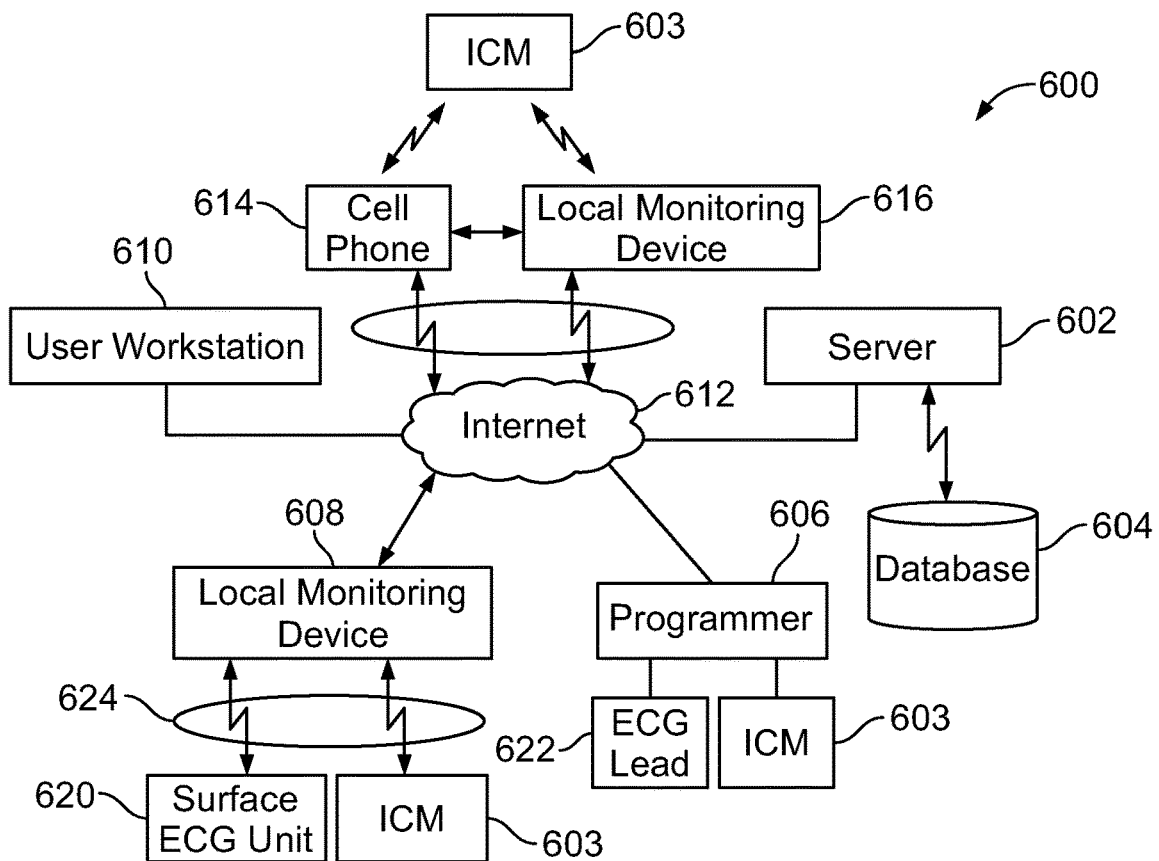 603
ICM
600
614
Cell
Phone
Local Monitoring
Device
616
610
User Workstation
602
Server
612
Internet
608
Local Monitoring
Device
606
Programmer
604
Database
624
622
ECG
Lead
ICM
603
620
Surface
ECG Unit
ICM
603